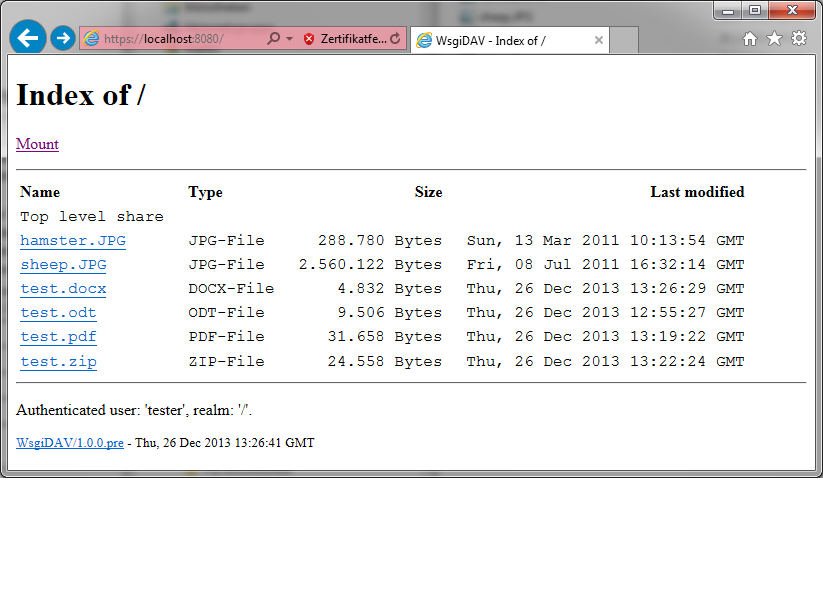 https://localhost:8080/ Zertifikatfe... WsgiDAV - Index of /
Index of /
Mount
Name Type Size Last modified
Top level share
hamster.JPG JPG-File 288.780 Bytes Sun, 13 Mar 2011 10:13:54 GMT
sheep.JPG JPG-File 2.560.122 Bytes Fri, 08 Jul 2011 16:32:14 GMT
test.docx DOCX-File 4.832 Bytes Thu, 26 Dec 2013 13:26:29 GMT
test.odt ODT-File 9.506 Bytes Thu, 26 Dec 2013 12:55:27 GMT
test.pdf PDF-File 31.658 Bytes Thu, 26 Dec 2013 13:19:22 GMT
test.zip ZIP-File 24.558 Bytes Thu, 26 Dec 2013 13:22:24 GMT
Authenticated user: 'tester', realm: '/'.
WsgiDAV/1.0.0.pre - Thu, 26 Dec 2013 13:26:41 GMT